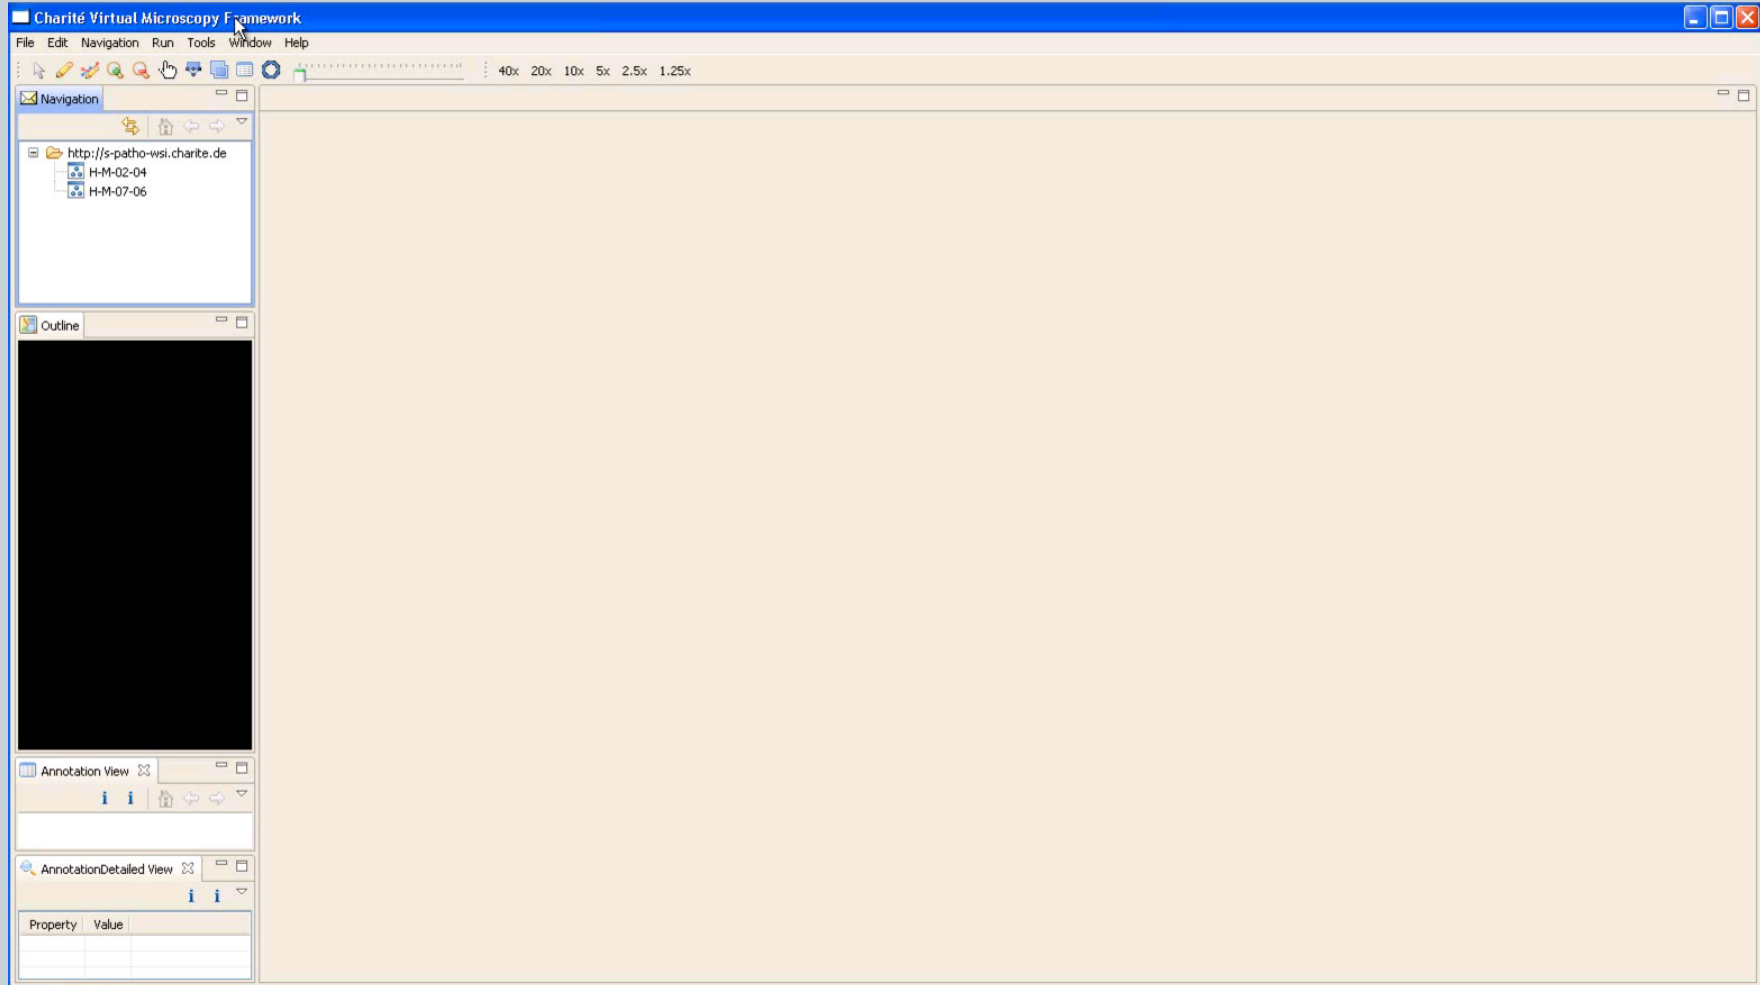 Charité Virtual Microscopy Framework
File Edit Navigation Run Tools Window Help
40x 20x 10x 5x 2.5x 1.25x
Navigation
http://s-patho-wsi.charite.de
H-M-02-04
H-M-07-06
Outline
Annotation View
AnnotationDetailed View
Property Value